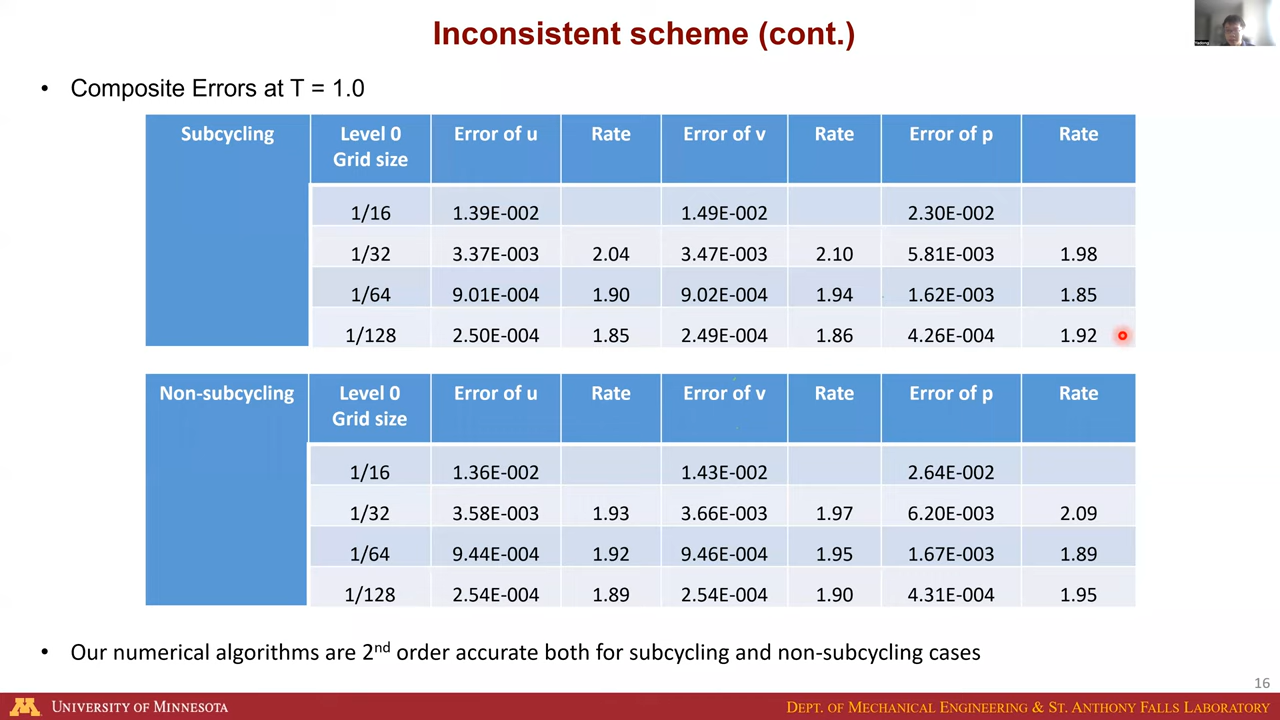 Inconsistent scheme (cont.)
• Composite Errors at T = 1.0
Subcycling Level 0 Grid size Error of u Rate Error of v Rate Error of p Rate
1/16 1.39E-002 1.49E-002 2.30E-002
1/32 3.37E-003 2.04 3.47E-003 2.10 5.81E-003 1.98
1/64 9.01E-004 1.90 9.02E-004 1.94 1.62E-003 1.85
1/128 2.50E-004 1.85 2.49E-004 1.86 4.26E-004 1.92
Non-subcycling Level 0 Grid size Error of u Rate Error of v Rate Error of p Rate
1/16 1.36E-002 1.43E-002 2.64E-002
1/32 3.58E-003 1.93 3.66E-003 1.97 6.20E-003 2.09
1/64 9.44E-004 1.92 9.46E-004 1.95 1.67E-003 1.89
1/128 2.54E-004 1.89 2.54E-004 1.90 4.31E-004 1.95
• Our numerical algorithms are 2nd order accurate both for subcycling and non-subcycling cases
16
UNIVERSITY OF MINNESOTA
DEPT. OF MECHANICAL ENGINEERING & ST. ANTHONY FALLS LABORATORY